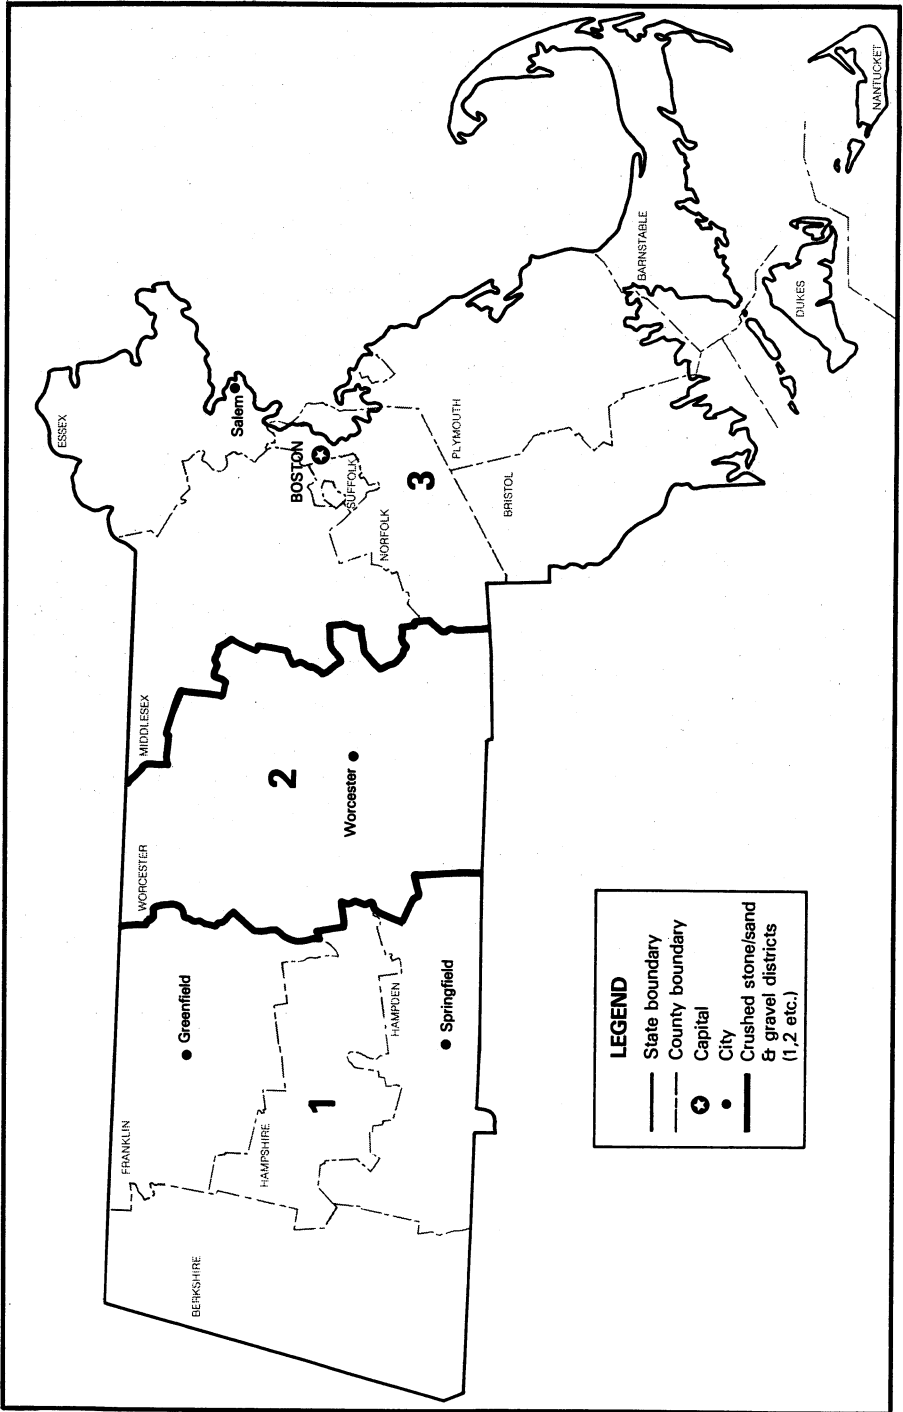 BERKSHIRE
FRANKLIN
Greenfield
HAMPSHIRE
1
HAMPDEN
Springfield
WORCESTER
2
Worcester
MIDDLESEX
ESSEX
Salem
BOSTON
SUFFOLK
NORFOLK
3
PLYMOUTH
BRISTOL
BARNSTABLE
DUKES
NANTUCKET
LEGEND
State boundary
County boundary
Capital
City
Crushed stone/sand
& gravel districts
(1,2 etc.)